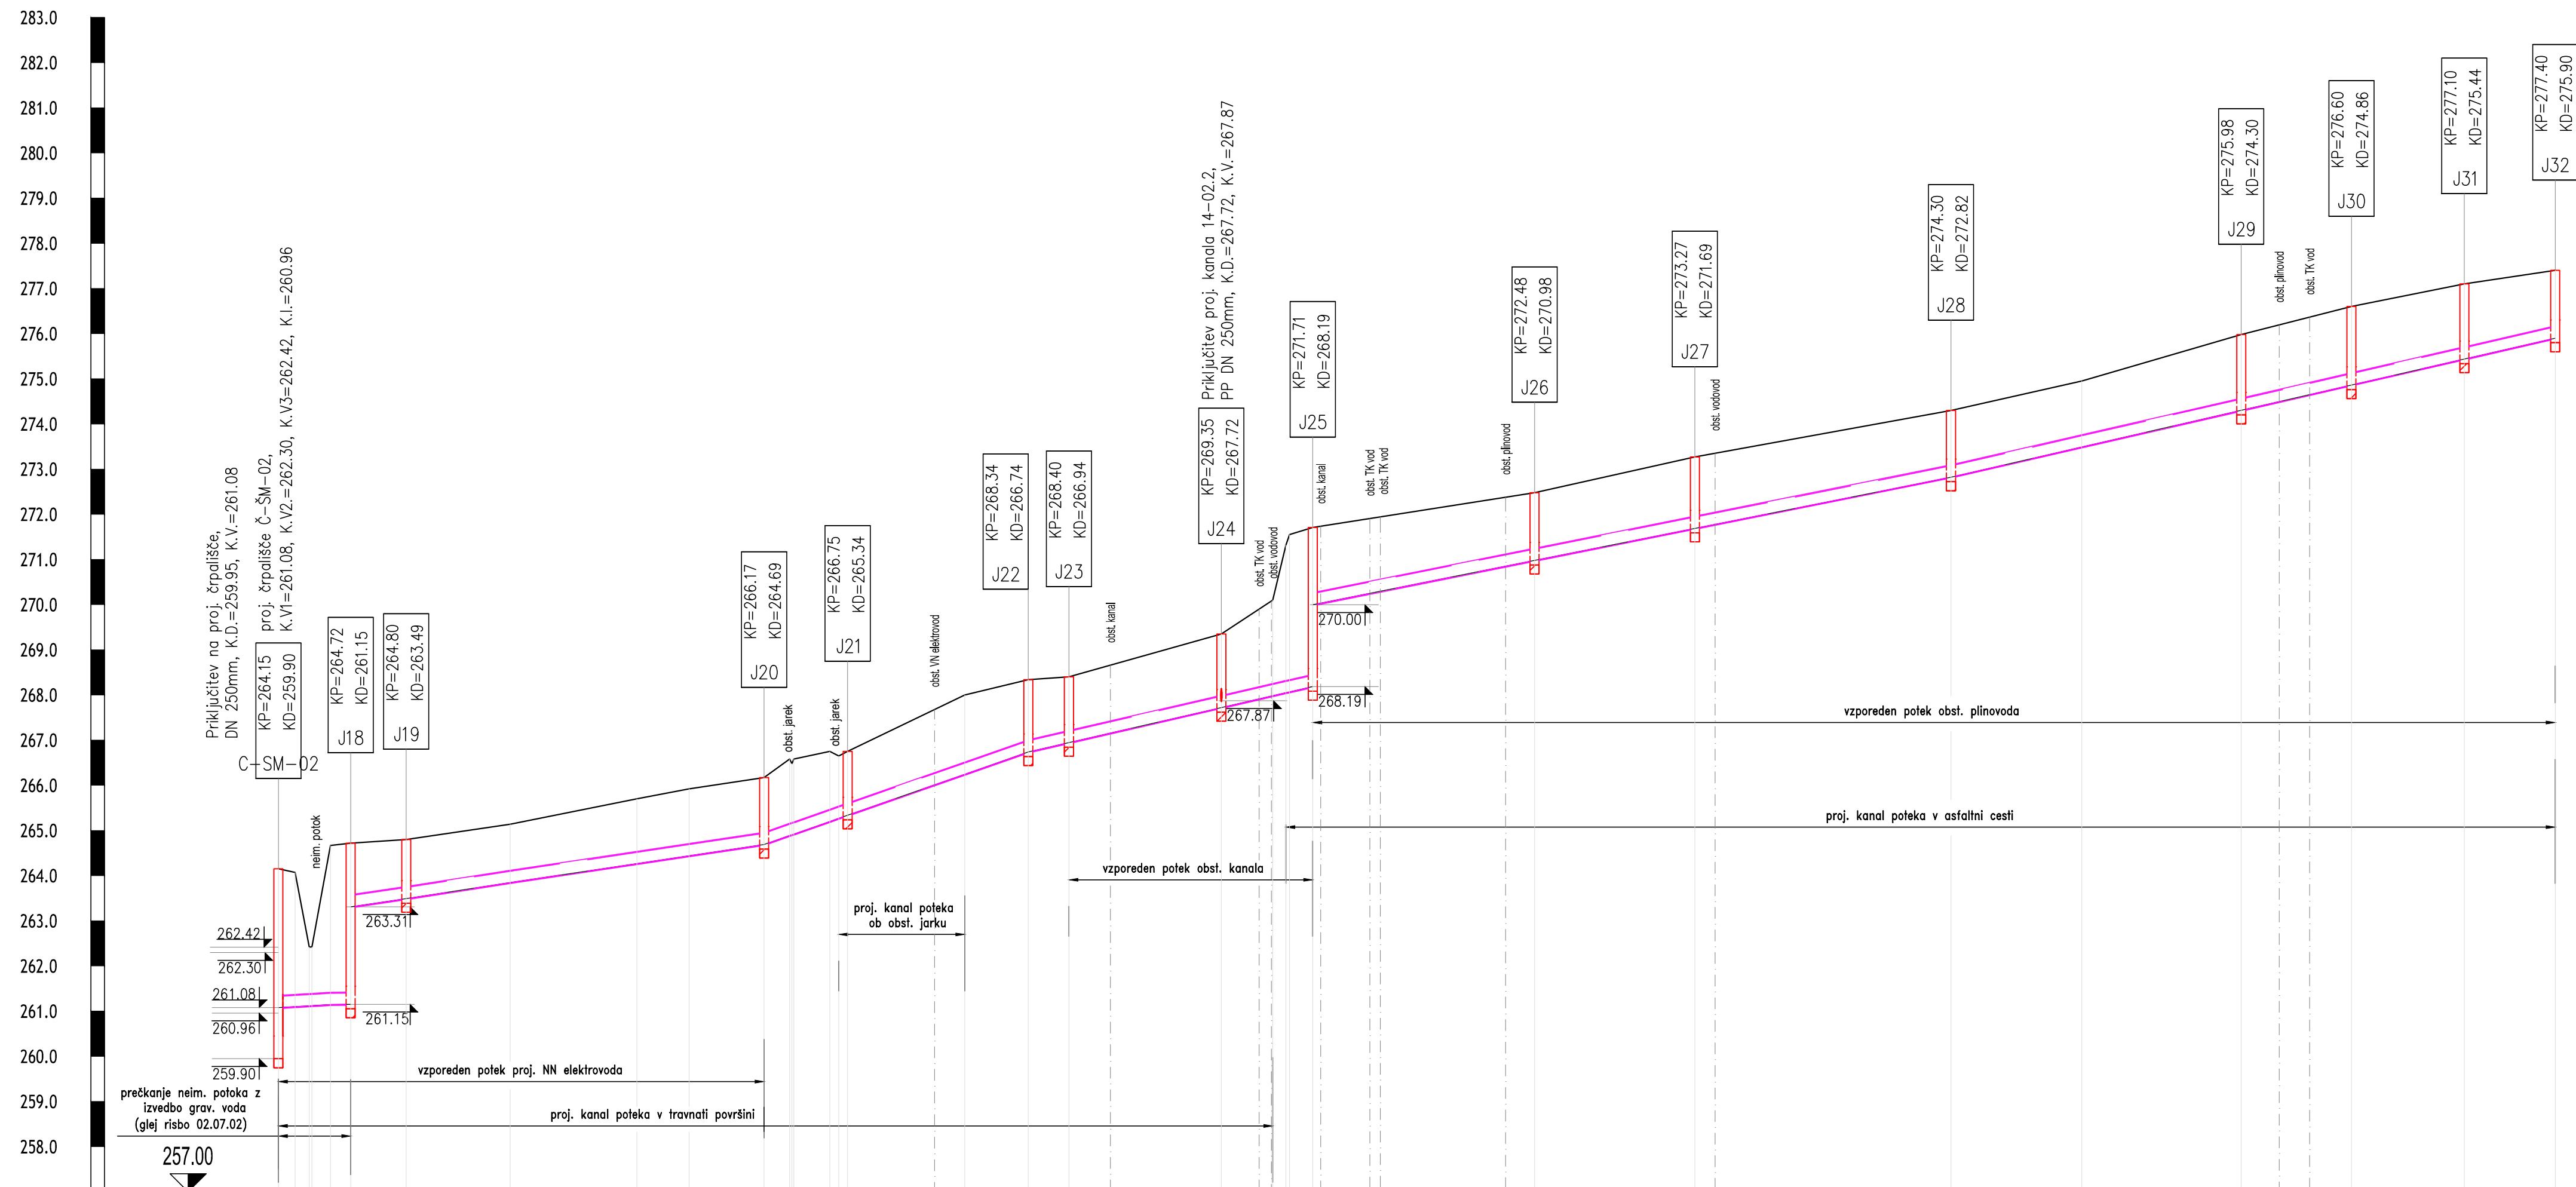 283.0
282.0
281.0
280.0
279.0
278.0
277.0
276.0
275.0
274.0
273.0
272.0
271.0
270.0
269.0
268.0
267.0
266.0
265.0
264.0
263.0
262.0
261.0
260.0
259.0
258.0
257.00
Priključitev na proj. črpališče,
DN 250mm, K.D.=259.95, K.V.=261.08
proj. črpališče Č-ŠM-02,
K.V1=261.08, K.V2.=262.30, K.V3=262.42, K.I.=260.96
KP=264.15
KD=259.90
C-SM-02
neim. potok
KP=264.72
KD=261.15
J18
KP=264.80
KD=263.49
J19
KP=266.17
KD=264.69
J20
obst. jarek
obst. jarek
KP=266.75
KD=265.34
J21
obst. VN elektrovod
KP=268.34
KD=266.74
J22
KP=268.40
KD=266.94
J23
obst. kanal
Priključitev proj. kanala 14-02.2,
PP DN 250mm, K.D.=267.72, K.V.=267.87
KP=269.35
KD=267.72
J24
obst. TK vod
obst. vodovod
KP=271.71
KD=268.19
J25
obst. kanal
obst. TK vod
obst. TK vod
obst. plinovod
KP=272.48
KD=270.98
J26
KP=273.27
KD=271.69
J27
obst. vodovod
KP=274.30
KD=272.82
J28
KP=275.98
KD=274.30
J29
obst. plinovod
obst. TK vod
KP=276.60
KD=274.86
J30
KP=277.10
KD=275.44
J31
KP=277.40
KD=275.90
J32
262.42
262.30
261.08
260.96
259.90
263.31
261.15
267.87
270.00
268.19
vzporeden potek obst. plinovoda
proj. kanal poteka v asfaltni cesti
vzporeden potek obst. kanala
proj. kanal poteka
ob obst. jarku
vzporeden potek proj. NN elektrovoda
proj. kanal poteka v travnati površini
prečkanje neim. potoka z
izvedbo grav. voda
(glej risbo 02.07.02)